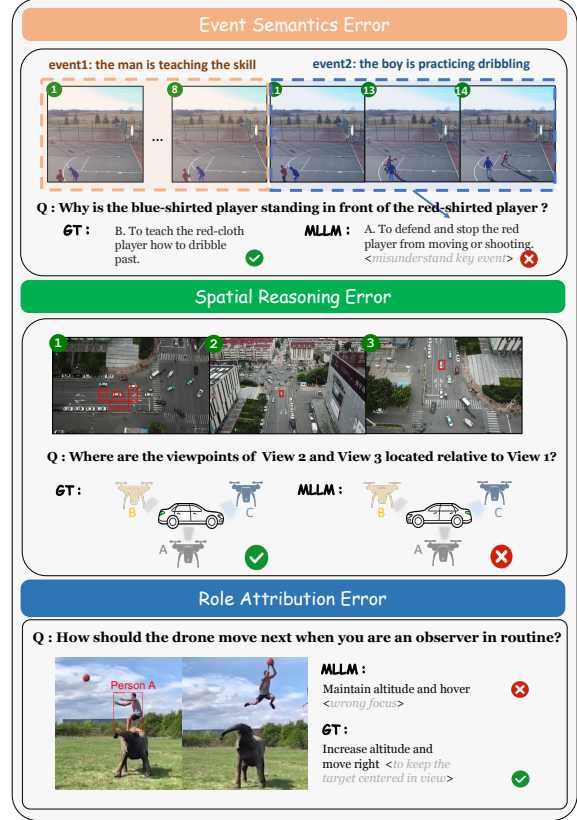 Event Semantics Error
event1: the man is teaching the skill
event2: the boy is practicing dribbling
1
8
...
11
13
14
Q : Why is the blue-shirted player standing in front of the red-shirted player ?
GT :
B. To teach the red-cloth
player how to dribble
past.
MLLM :
A. To defend and stop the red
player from moving or shooting.
<misunderstand key event>
Spatial Reasoning Error
1
2
3
Q : Where are the viewpoints of View 2 and View 3 located relative to View 1?
GT :
B
C
A
MLLM :
B
C
A
Role Attribution Error
Q : How should the drone move next when you are an observer in routine?
Person A
MLLM :
Maintain altitude and hover
<wrong focus>
GT :
Increase altitude and
move right <to keep the
target centered in view>